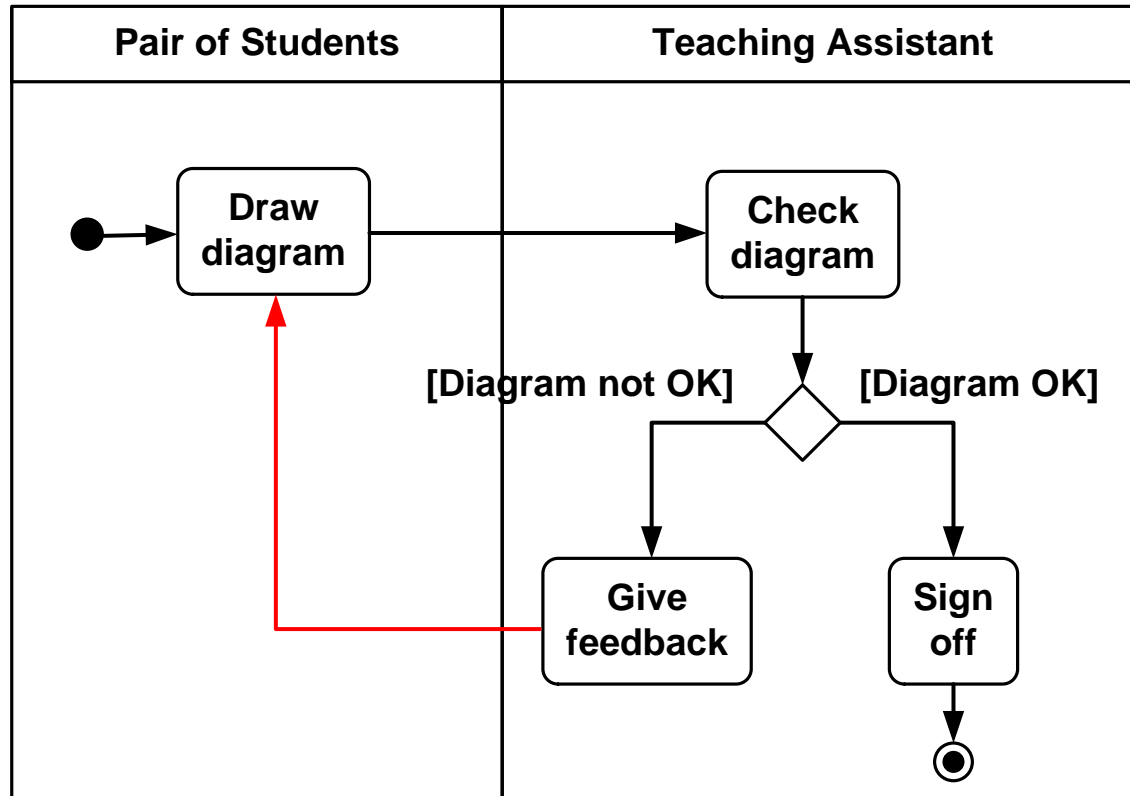 Pair of Students
Teaching Assistant
Draw
diagram
Check
diagram
[Diagram not OK]
[Diagram OK]
Give
feedback
Sign
off